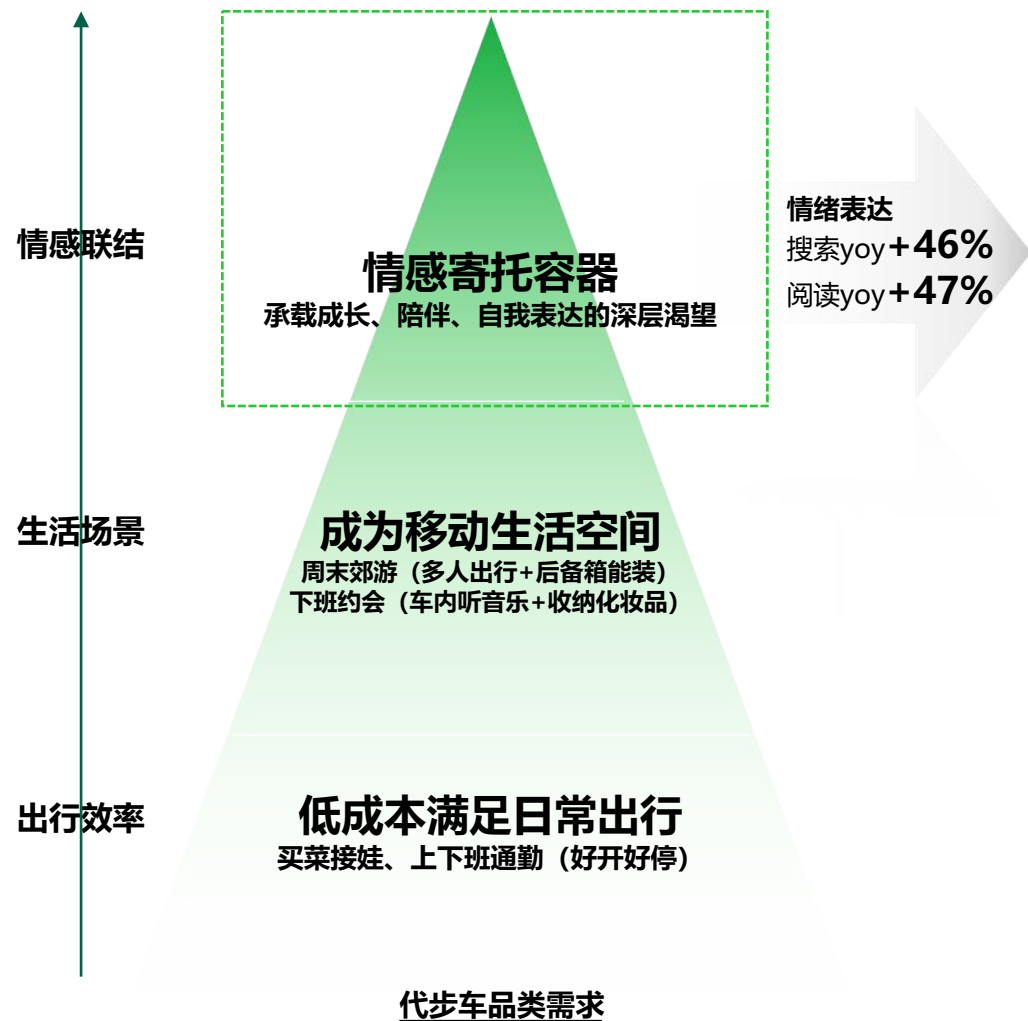 情感联结
情感寄托容器
承载成长、陪伴、自我表达的深层渴望
情绪表达
搜索yoy+46%
阅读yoy+47%
生活场景
成为移动生活空间
周末郊游（多人出行+后备箱能装）
下班约会（车内听音乐+收纳化妆品）
出行效率
低成本满足日常出行
买菜接娃、上下班通勤（好开好停）
代步车品类需求